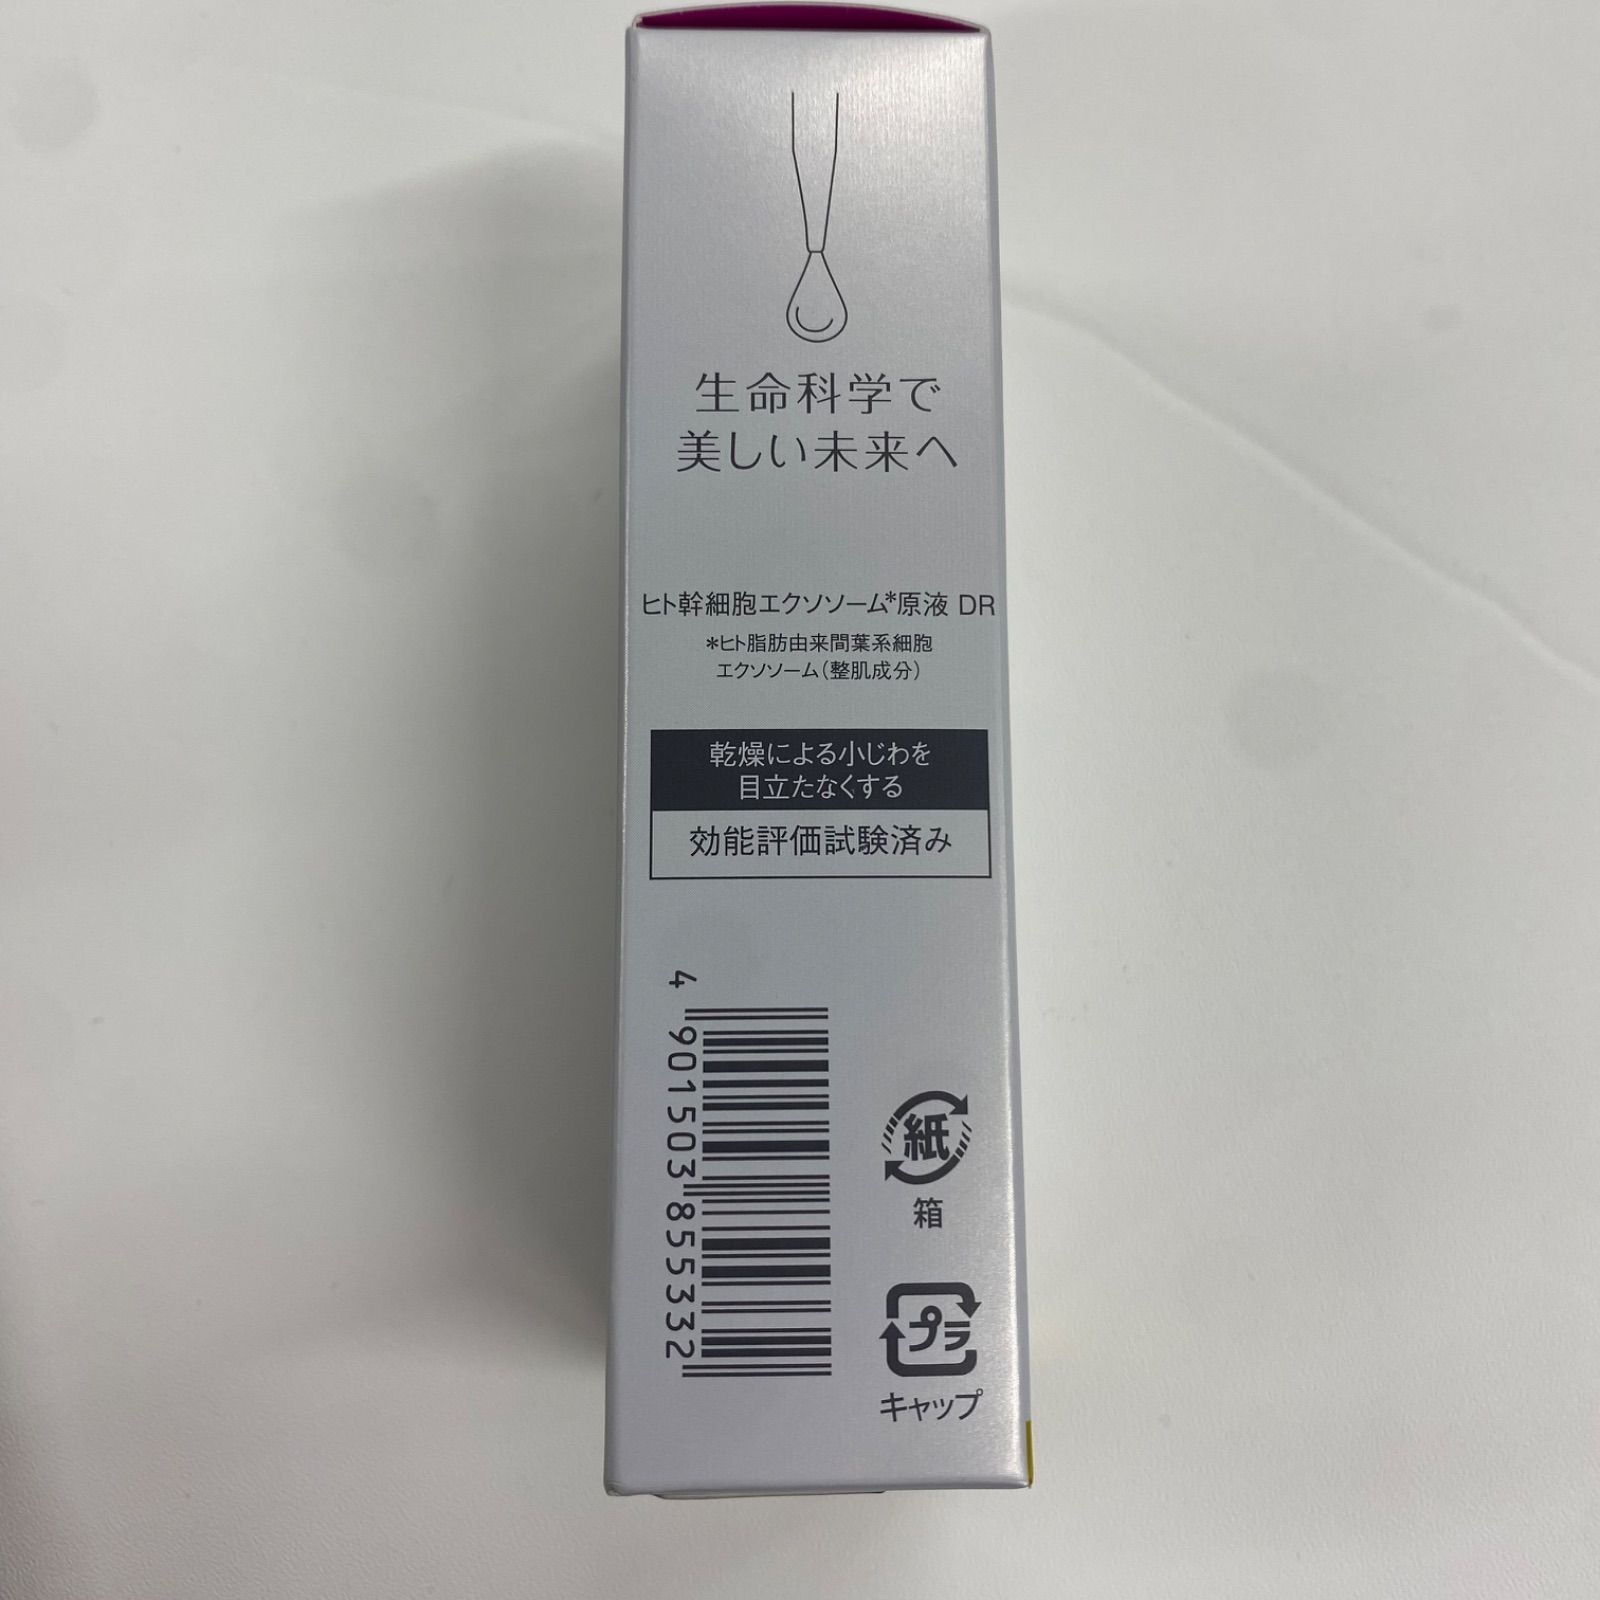 生命科学で
美しい未来へ
ヒト幹細胞エクソソーム*原液 DR
*ヒト脂肪由来間葉系細胞
エクソソーム(整肌成分)
乾燥による小じわを
目立たなくする
効能評価試験済み
4 901503 855332
紙
箱
プラ
キャップ